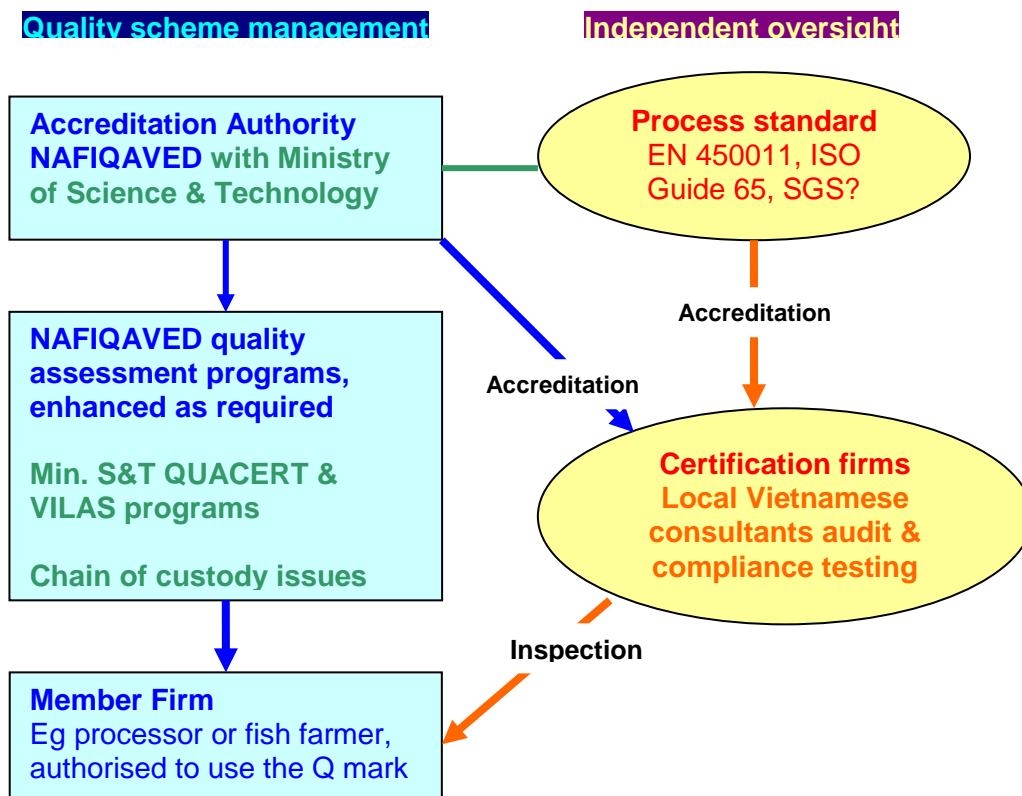 Quality scheme management
Independent oversight
Accreditation Authority
NAFIQAVED with Ministry
of Science & Technology
Process standard
EN 450011, ISO
Guide 65, SGS?
Accreditation
Accreditation
NAFIQAVED quality
assessment programs,
enhanced as required
Min. S&T QUACERT &
VILAS programs
Chain of custody issues
Certification firms
Local Vietnamese
consultants audit &
compliance testing
Inspection
Member Firm
Eg processor or fish farmer,
authorised to use the Q mark